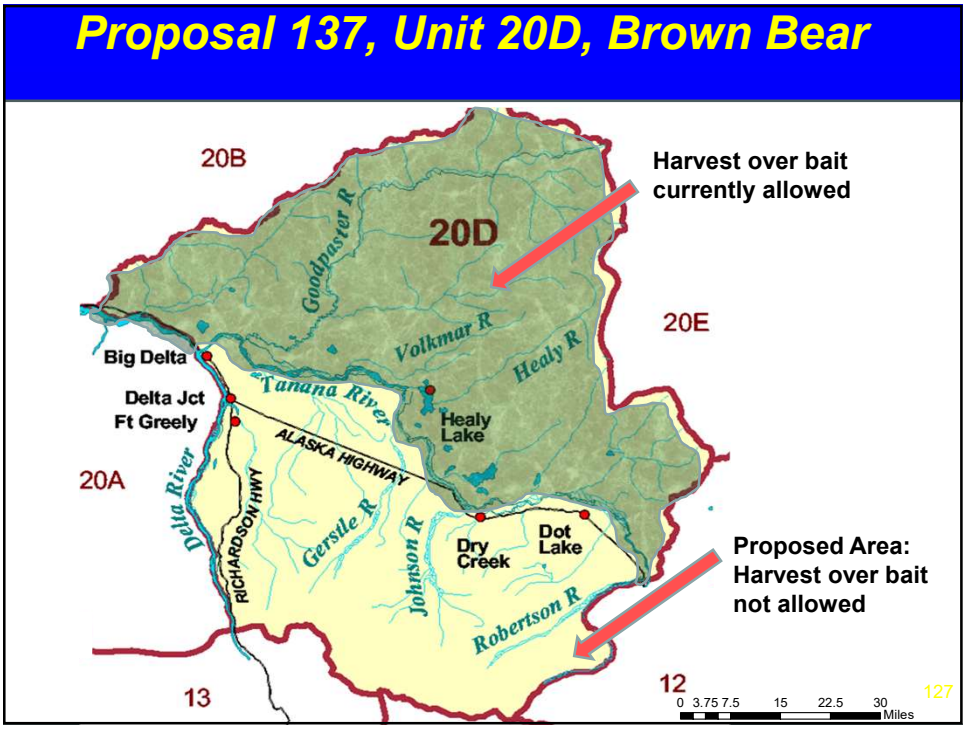 Proposal 137, Unit 20D, Brown Bear
20B
Harvest over bait
currently allowed
20D
Goodpaster R
20E
Volkmar R
Healy R
Big Delta
Tanana River
Delta Jct
Ft Greely
Healy
Lake
ALASKA HIGHWAY
20A
Delta River
RICHARDSON HWY
Gerstle R
Johnson R
Dry
Creek
Dot
Lake
Proposed Area:
Harvest over bait
not allowed
Robertson R
13
12
127
0 3.75 7.5 15 22.5 30
Miles